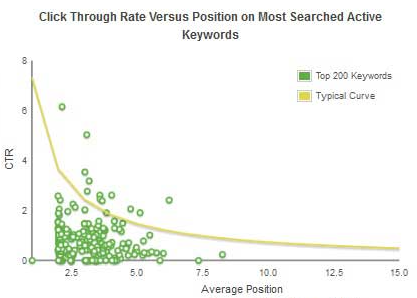 Click Through Rate Versus Position on Most Searched Active
Keywords
8
Top 200 Keywords
Typical Curve
6
CTR
4
2
0
2.5 5.0 7.5 10.0 12.5 15.0
Average Position